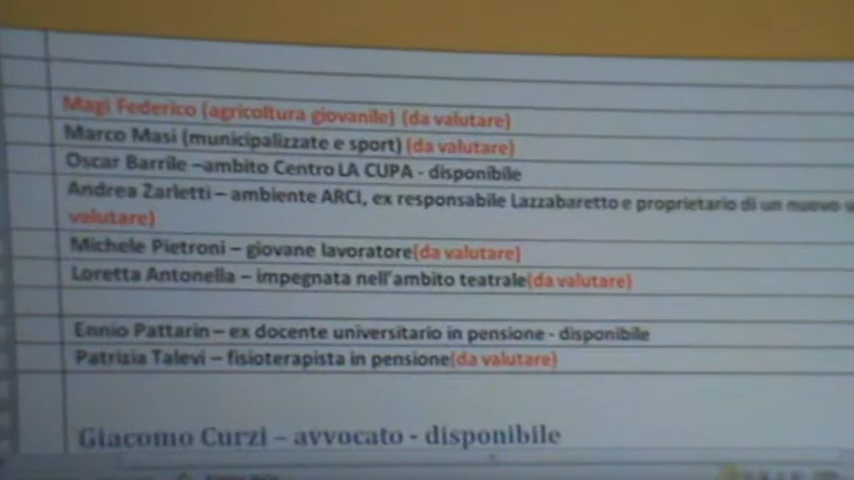 Magi Federico (agricoltura giovanile) (da valutare)
Marco Masi (municipalizzate e sport) (da valutare)
Oscar Barrile –ambito Centro LA CUPA - disponibile
Andrea Zarletti – ambiente ARCI, ex responsabile Lazzabaretto e proprietario di un nuovo
valutare)
Michele Pietroni – giovane lavoratore(da valutare)
Loretta Antonella – impegnata nell'ambito teatrale(da valutare)
Ennio Pattarin – ex docente universitario in pensione - disponibile
Patrizia Talevi – fisioterapista in pensione(da valutare)
Giacomo Curzi – avvocato - disponibile